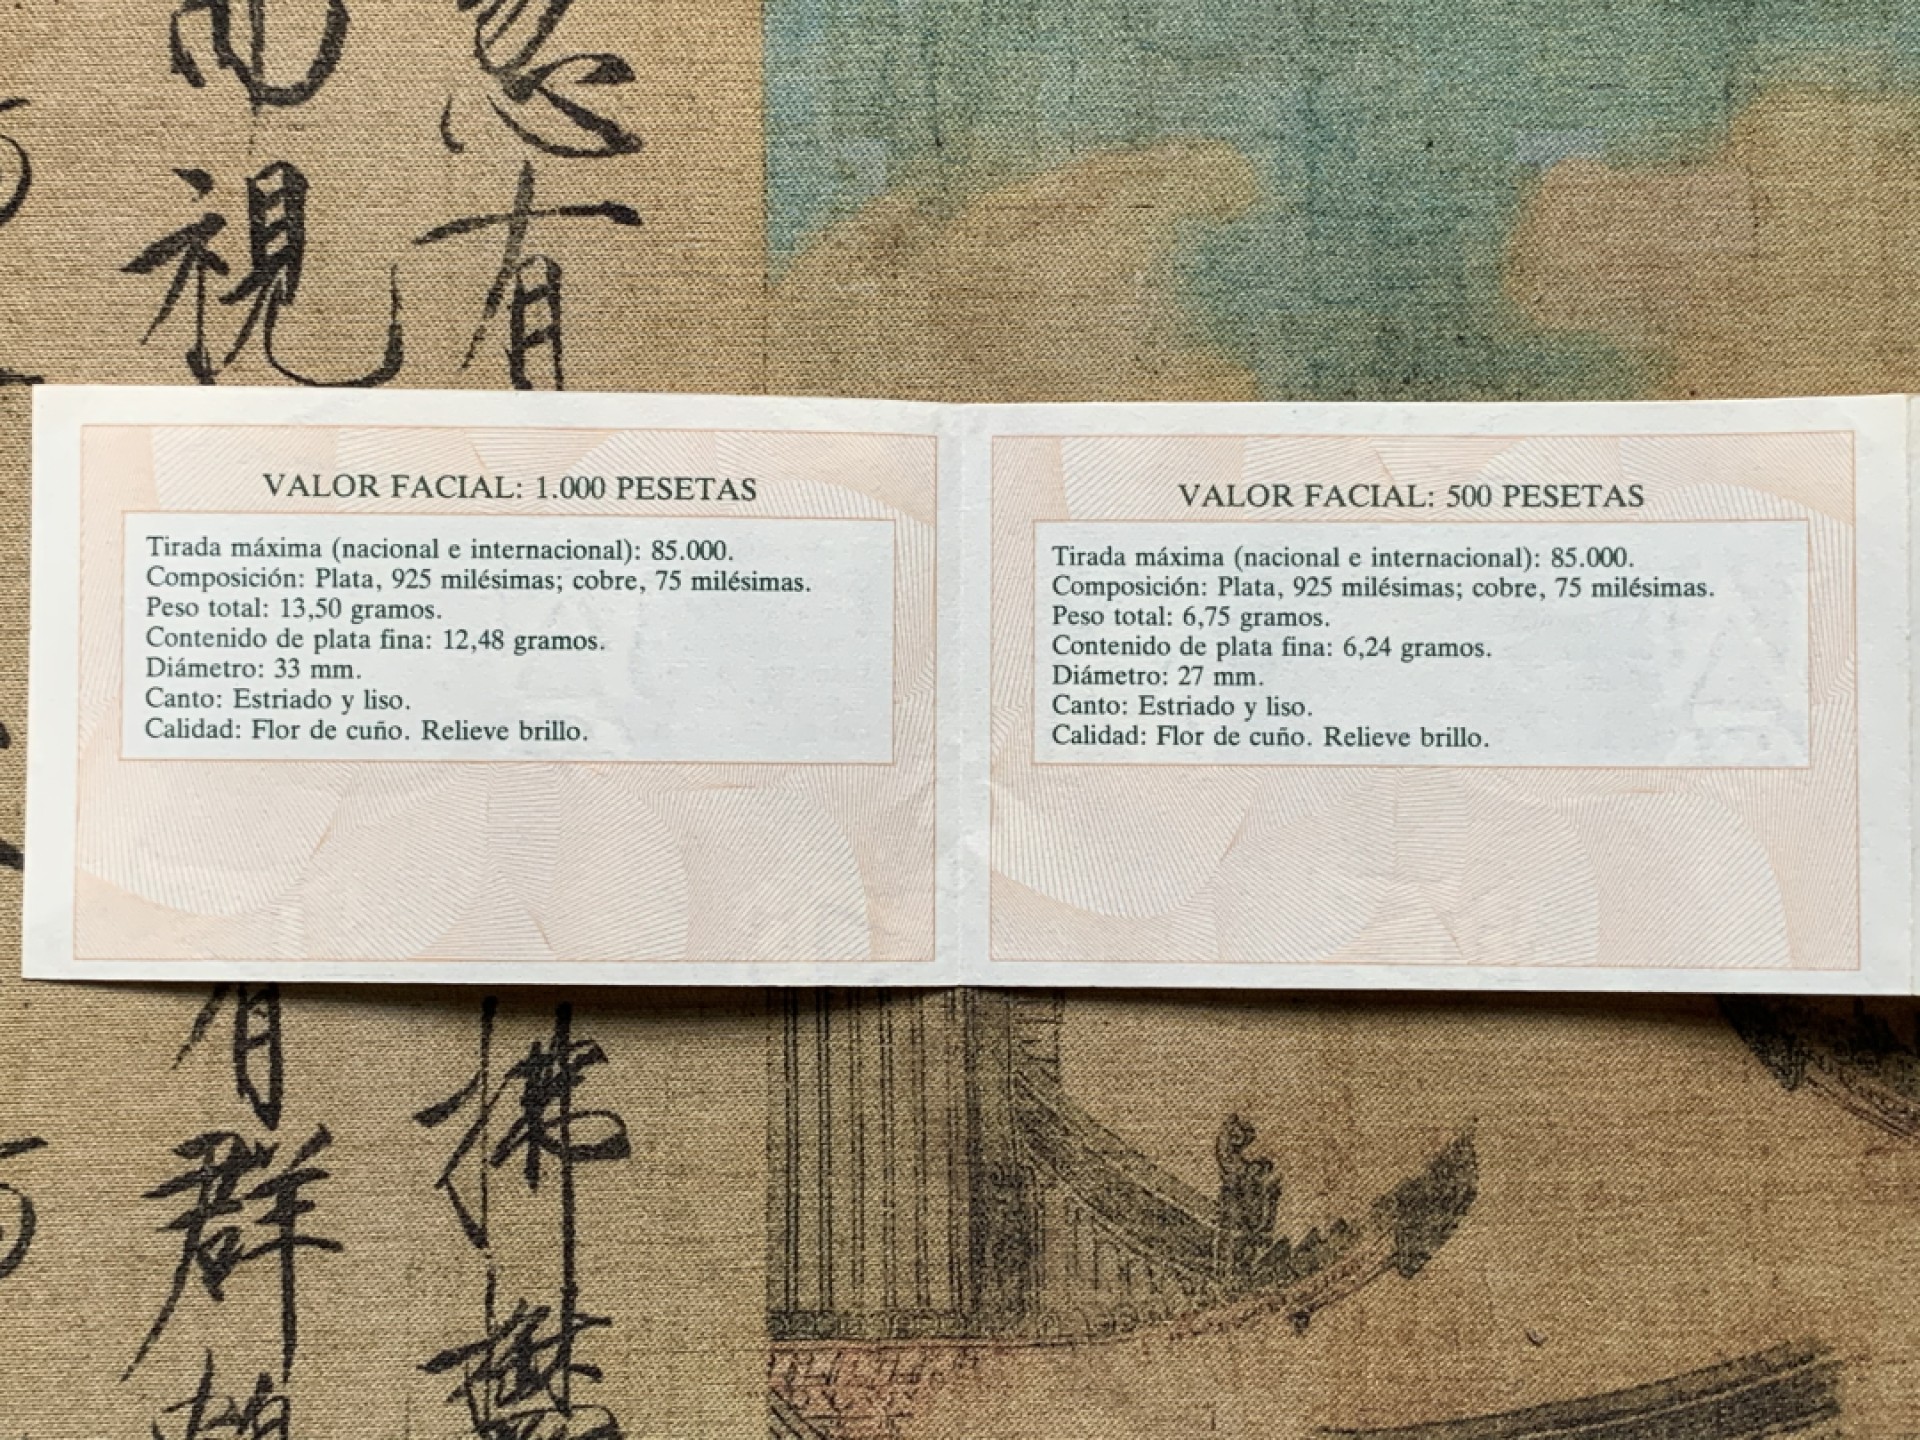 VALOR FACIAL: 1.000 PESETAS
Tirada máxima (nacional e internacional): 85.000.
Composición: Plata, 925 milésimas; cobre, 75 milésimas.
Peso total: 13,50 gramos.
Contenido de plata fina: 12,48 gramos.
Diámetro: 33 mm.
Canto: Estriado y liso.
Calidad: Flor de cuño. Relieve brillo.
VALOR FACIAL: 500 PESETAS
Tirada máxima (nacional e internacional): 85.000.
Composición: Plata, 925 milésimas; cobre, 75 milésimas.
Peso total: 6,75 gramos.
Contenido de plata fina: 6,24 gramos.
Diámetro: 27 mm.
Canto: Estriado y liso.
Calidad: Flor de cuño. Relieve brillo.
有
視
群